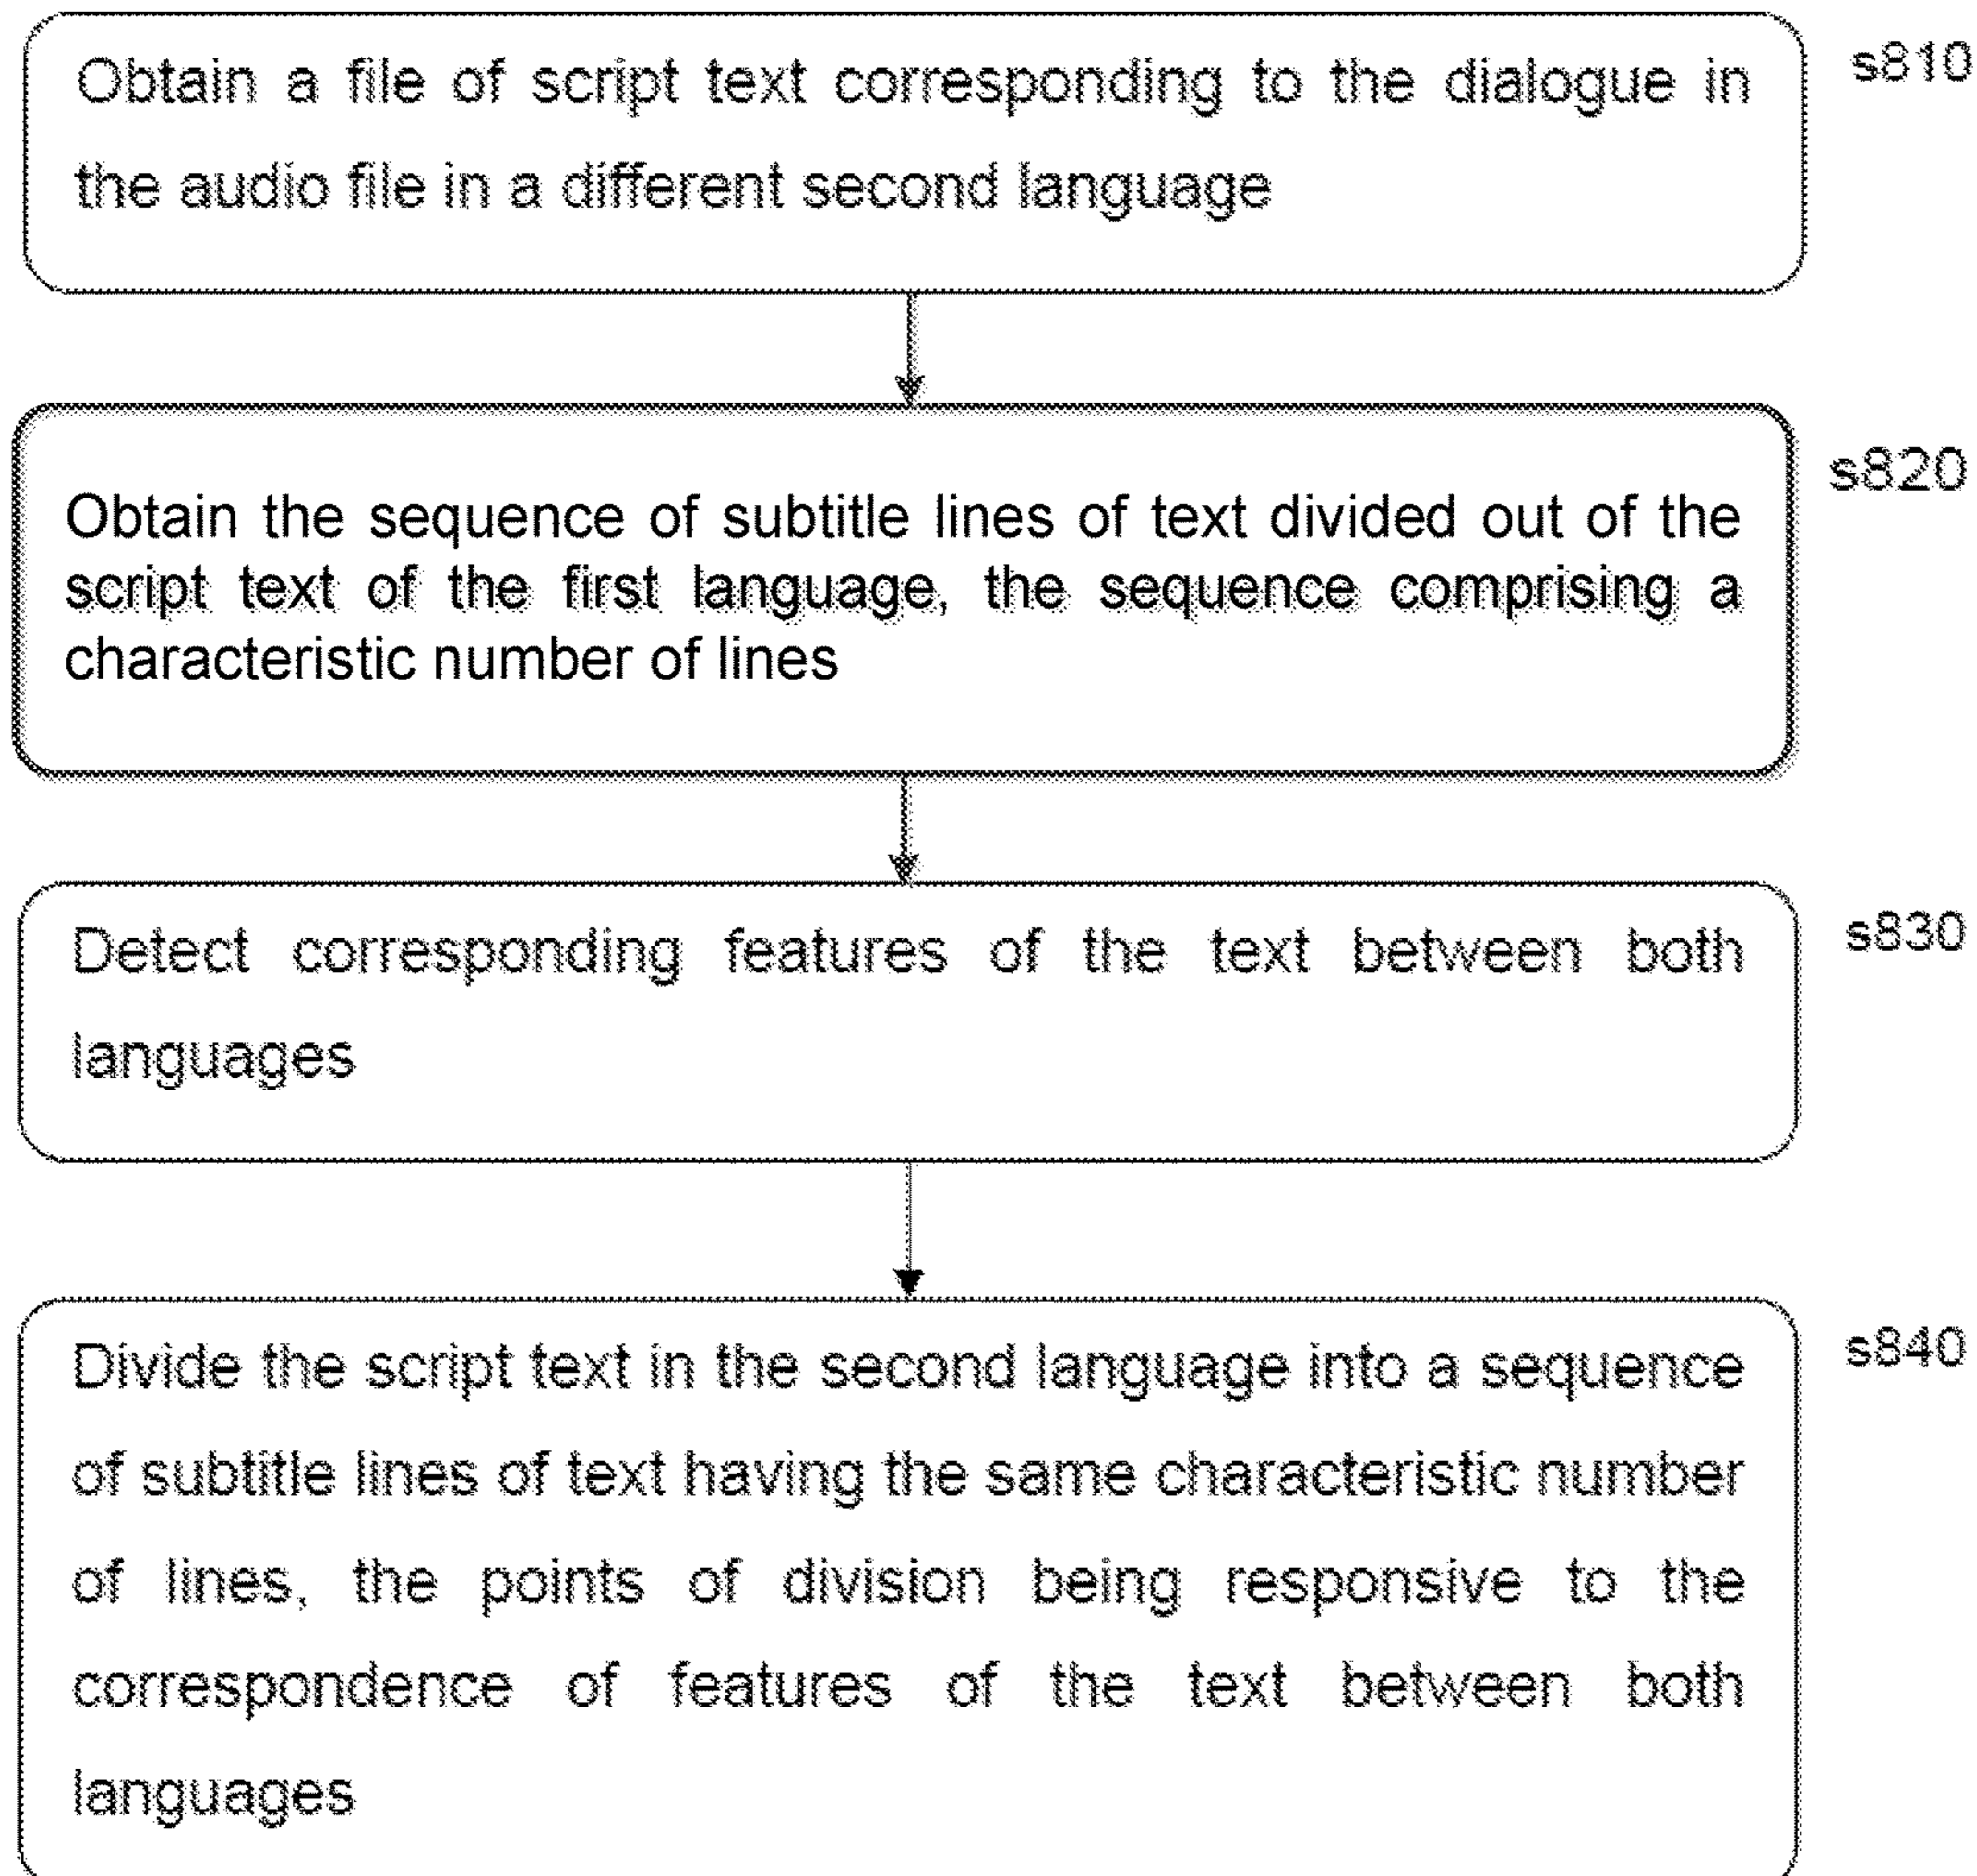 Obtain a file of script text corresponding to the dialogue in
the audio file in a different second language
s810
Obtain the sequence of subtitle lines of text divided out of the
script text of the first language, the sequence comprising a
characteristic number of lines
s820
Detect corresponding features of the text between both
languages
s830
Divide the script text in the second language into a sequence
of subtitle lines of text having the same characteristic number
of lines, the points of division being responsive to the
correspondence of features of the text between both
languages
s840